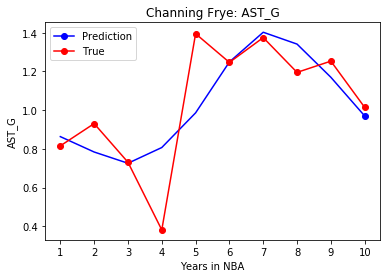 Channing Frye: AST_G
Prediction
True
AST_G
1.4
1.2
1.0
0.8
0.6
0.4
1 2 3 4 5 6 7 8 9 10
Years in NBA